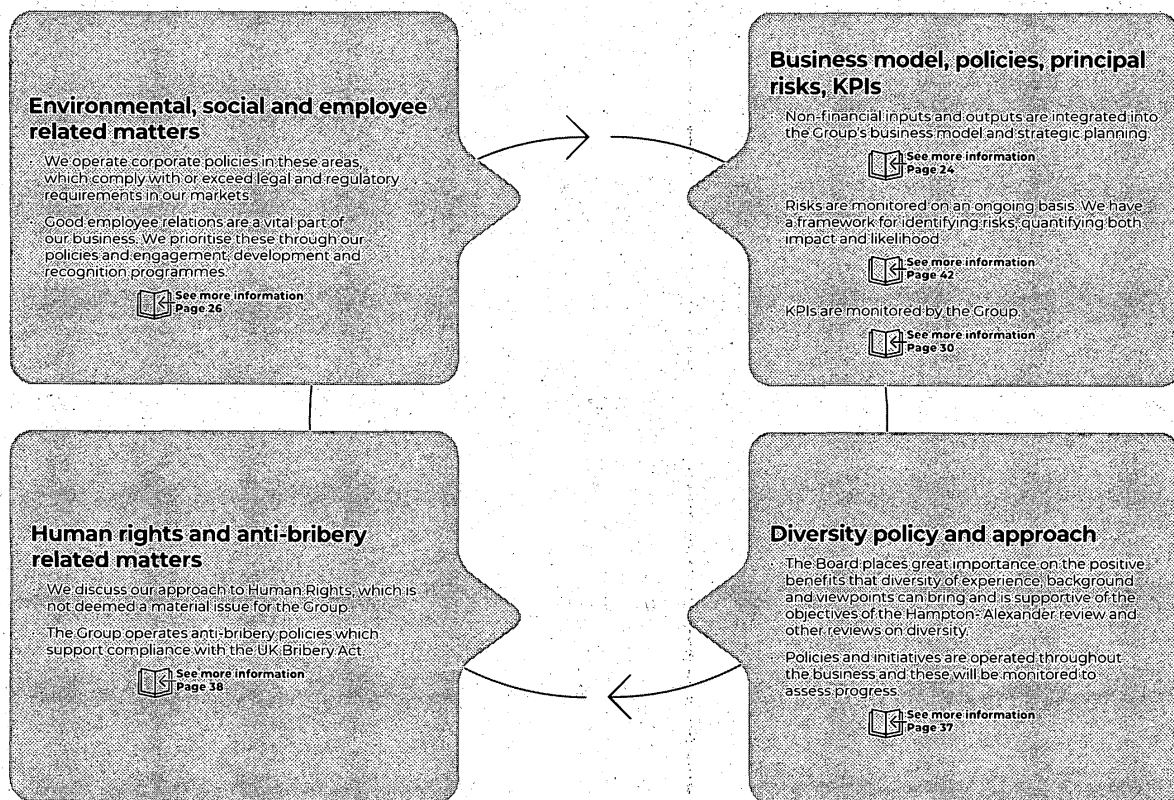 Environmental, social and employee
related matters
We operate corporate policies in these areas,
which comply with or exceed legal and regulatory
requirements in our markets.
Good employee relations are a vital part of
our business. We prioritise these through our
policies and engagement, development and
recognition programmes.
See more information
Page 26
Business model, policies, principal
risks, KPIs
Non-financial inputs and outputs are integrated into
the Group's business model and strategic planning.
See more information
Page 24
Risks are monitored on an ongoing basis. We have
a framework for identifying risks, quantifying both
impact and likelihood.
See more information
Page 42
KPIs are monitored by the Group.
See more information
Page 30
Human rights and anti-bribery
related matters
We discuss our approach to Human Rights, which is
not deemed a material issue for the Group.
The Group operates anti-bribery policies which
support compliance with the UK Bribery Act.
See more information
Page 38
Diversity policy and approach
The Board places great importance on the positive
benefits that diversity of experience, background
and viewpoints can bring and is supportive of the
objectives of the Hampton-Alexander review and
other reviews on diversity.
Policies and initiatives are operated throughout
the business and these will be monitored to
assess progress.
See more information
Page 37